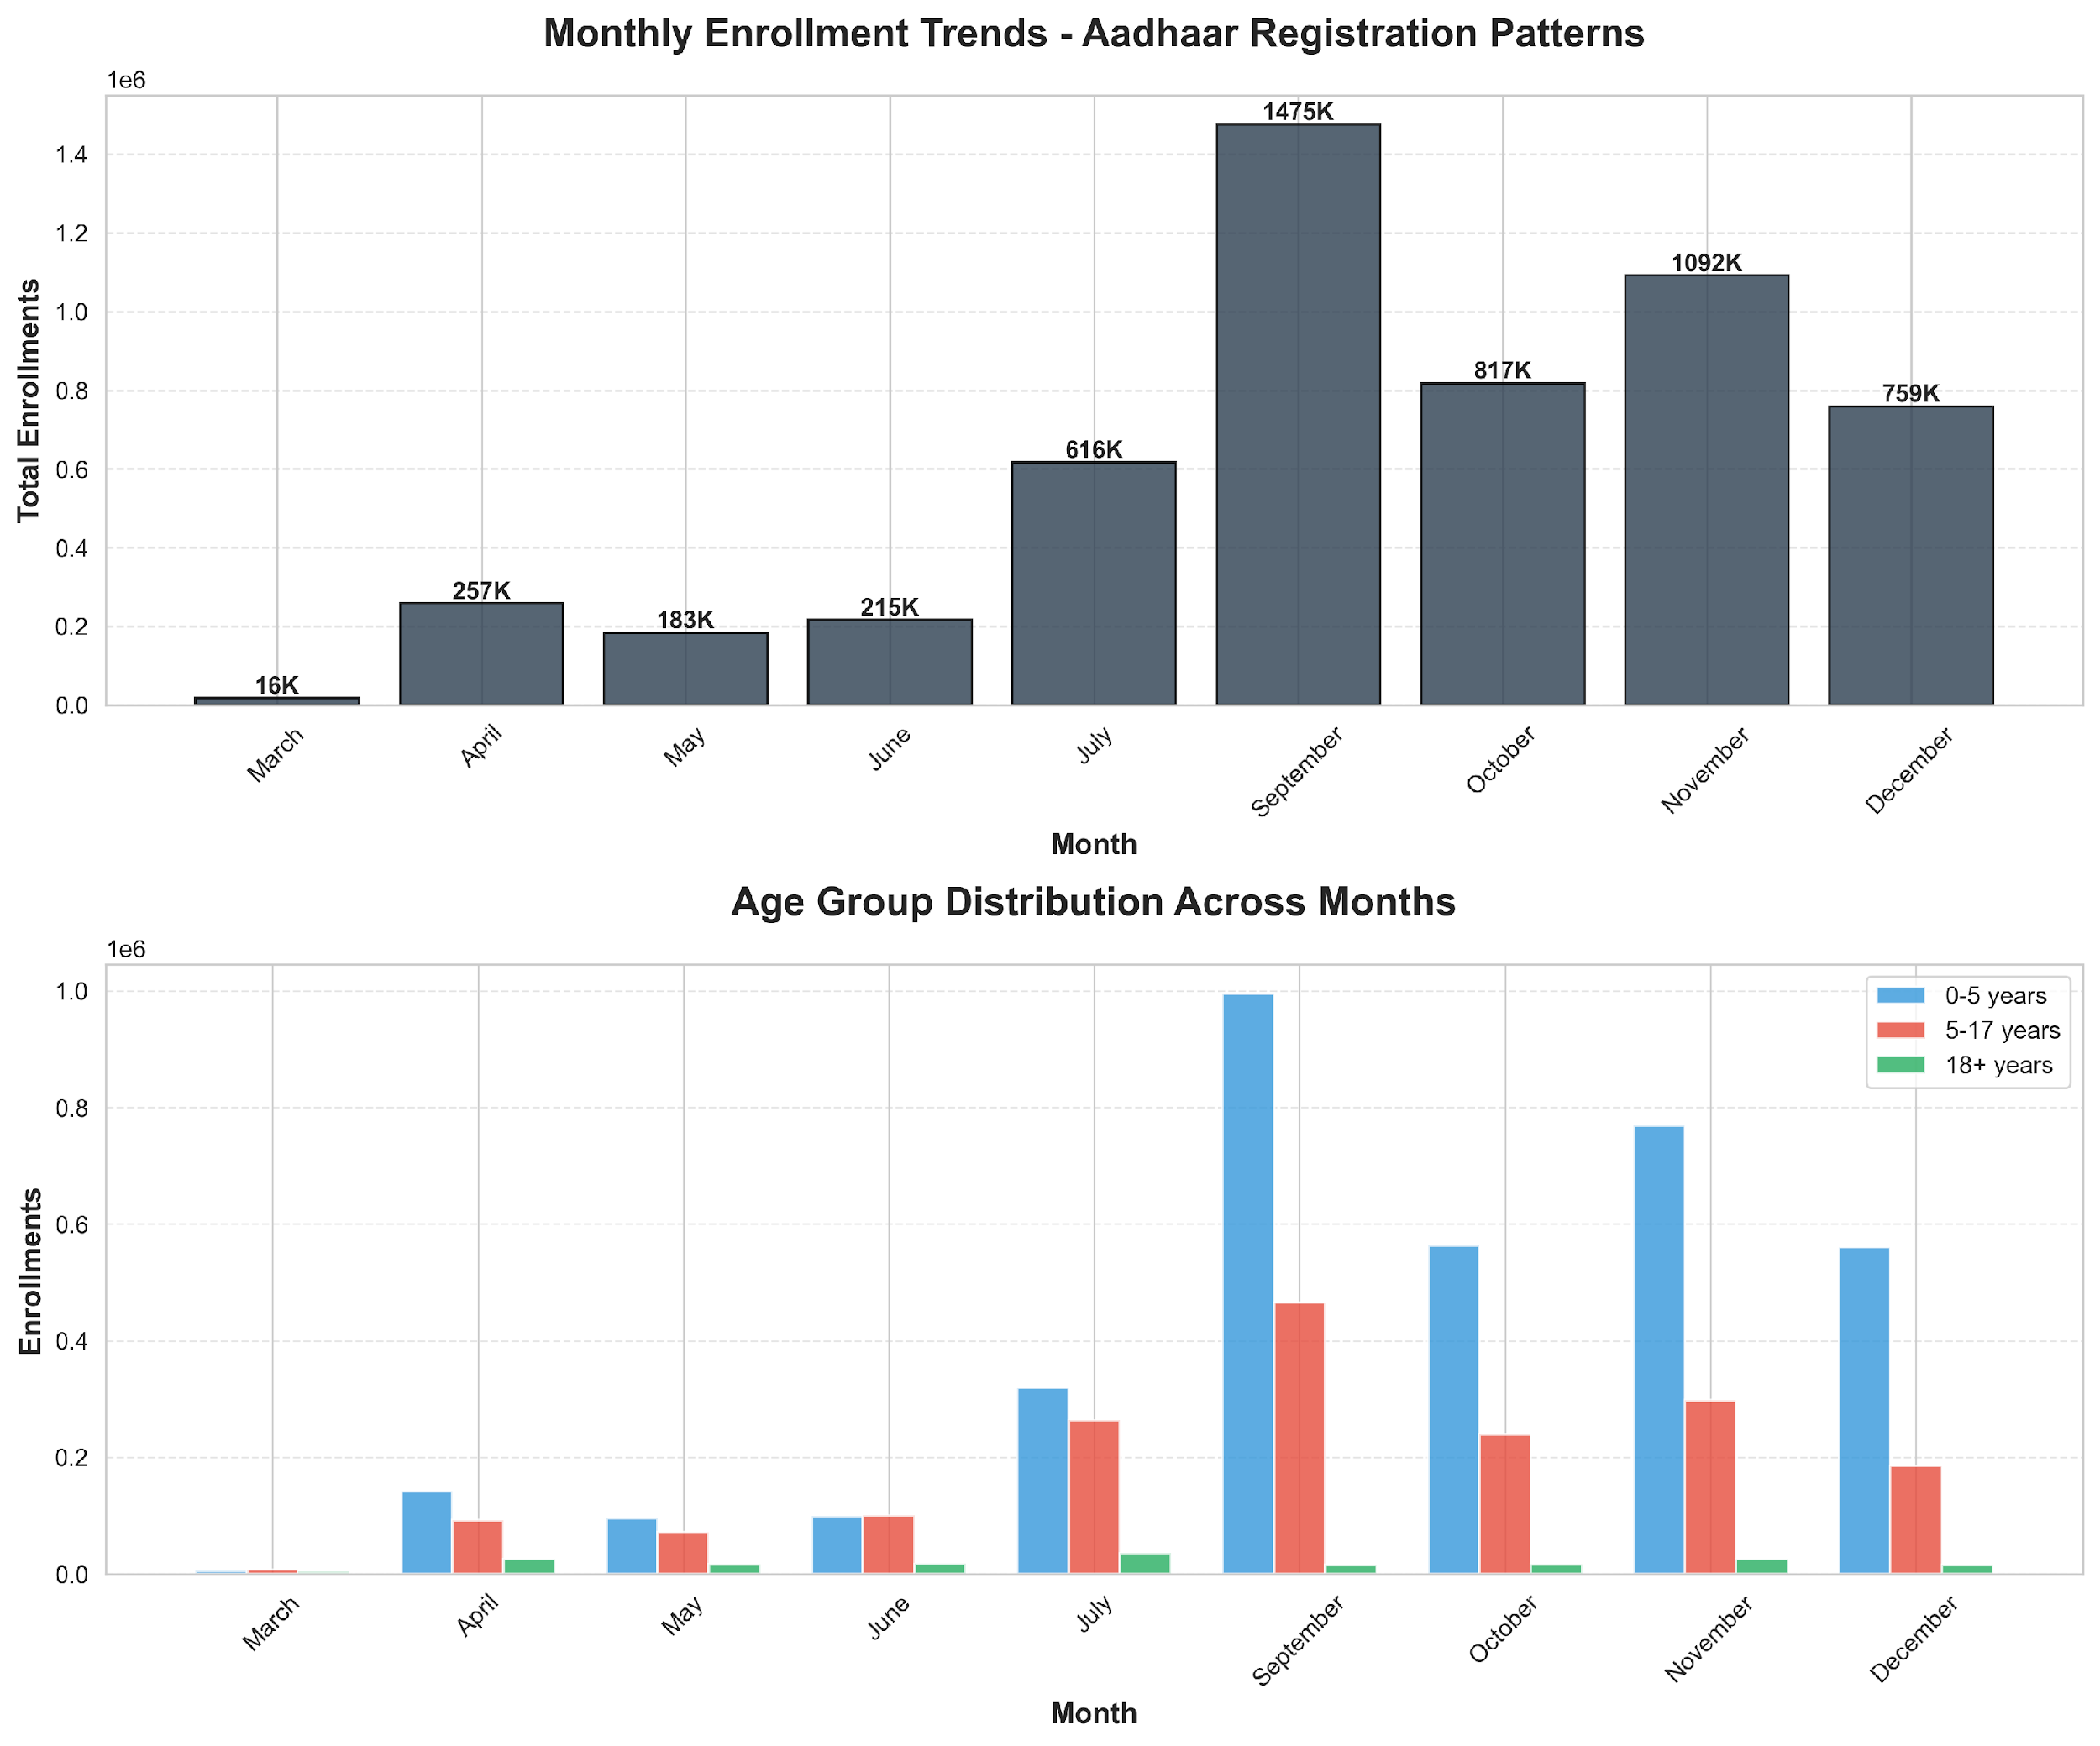 Monthly Enrollment Trends - Aadhaar Registration Patterns
1e6
1.4
1.2
1.0
0.8
0.6
0.4
0.2
0.0
Total Enrollments
16K
257K
183K
215K
616K
1475K
817K
1092K
759K
March
April
May
June
July
September
October
November
December
Month
Age Group Distribution Across Months
1e6
1.0
0.8
0.6
0.4
0.2
0.0
Enrollments
0-5 years
5-17 years
18+ years
March
April
May
June
July
September
October
November
December
Month